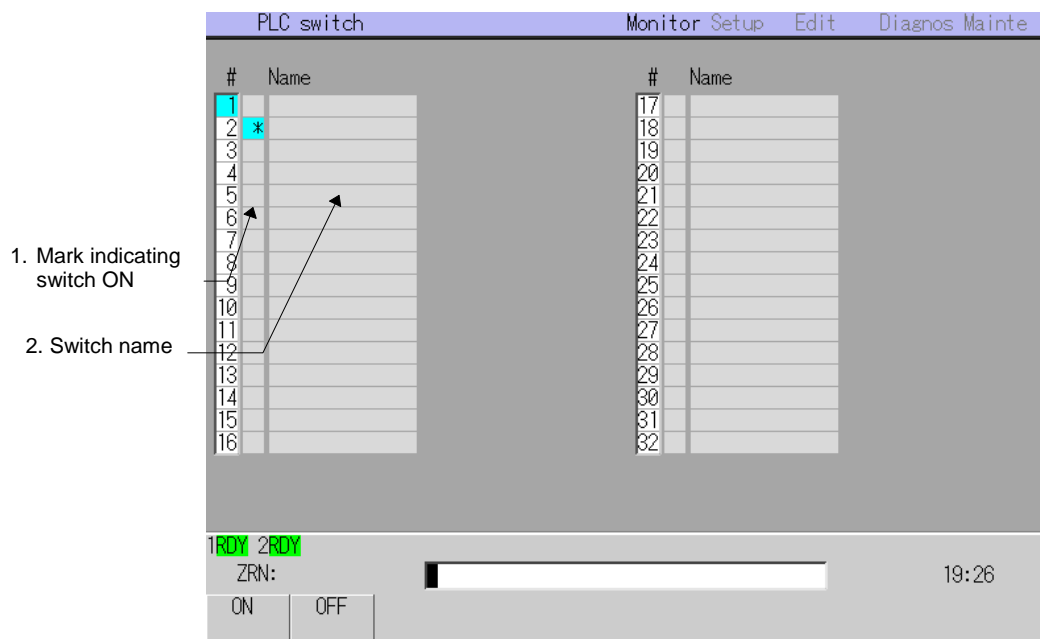 PLC switch Monitor Setup Edit Diagnos Mainte
# Name # Name
1 17
2 * 18
3 19
4 20
5 21
6 22
7 23
8 24
9 25
10 26
11 27
12 28
13 29
14 30
15 31
16 32
1. Mark indicating
switch ON
2. Switch name
1RDY 2RDY
ZRN: 19:26
ON OFF